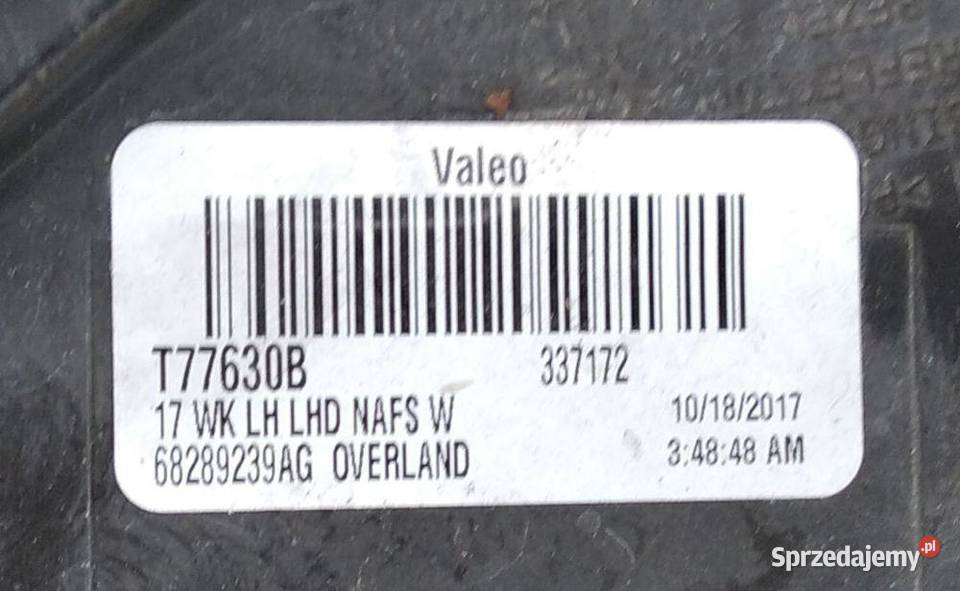 Valeo
T77630B 337172
17 WK LH LHD NAFS W 10/18/2017
68289239AG OVERLAND 3:48:48 AM
Sprzedajemy.pl